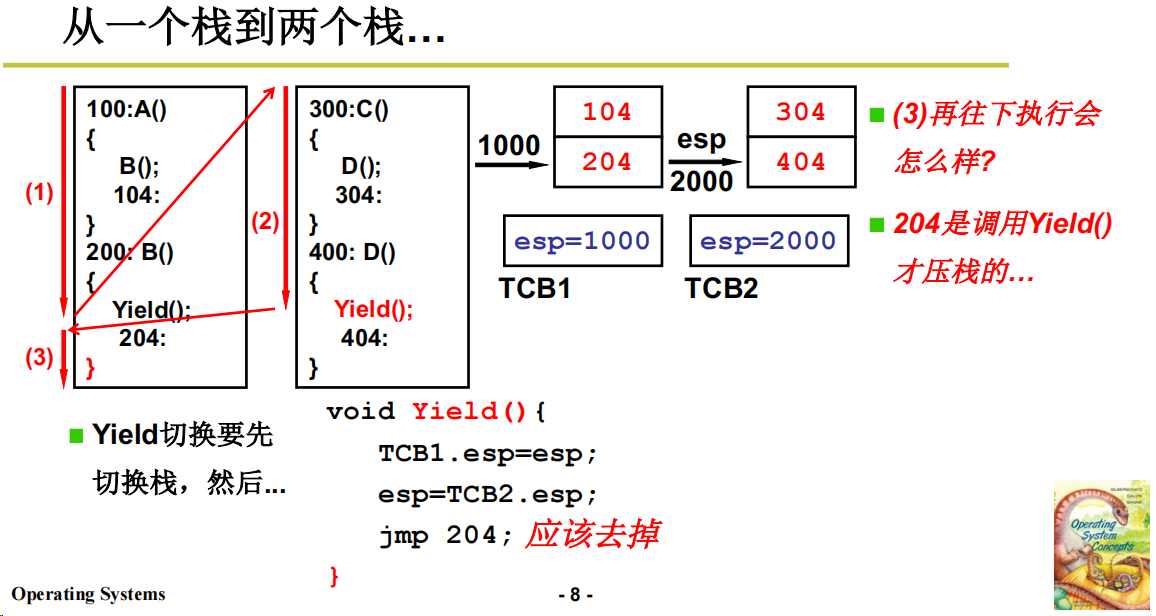 从一个栈到两个栈…
100:A()
{
B();
104:
}
200: B()
{
Yield();
204:
}
(1)
(3)
300:C()
{
D();
304:
}
400: D()
{
Yield();
404:
}
(2)
1000
104
204
esp
2000
304
404
esp=1000
TCB1
esp=2000
TCB2
(3)再往下执行会
怎么样?
204是调用Yield()
才压栈的…
Yield切换要先
切换栈，然后...
void Yield(){
TCB1.esp=esp;
esp=TCB2.esp;
jmp 204; 应该去掉
}
Operating Systems
- 8 -
SILBERSCHATZ
GALVIN
GAGNE
Operating
System
Concepts